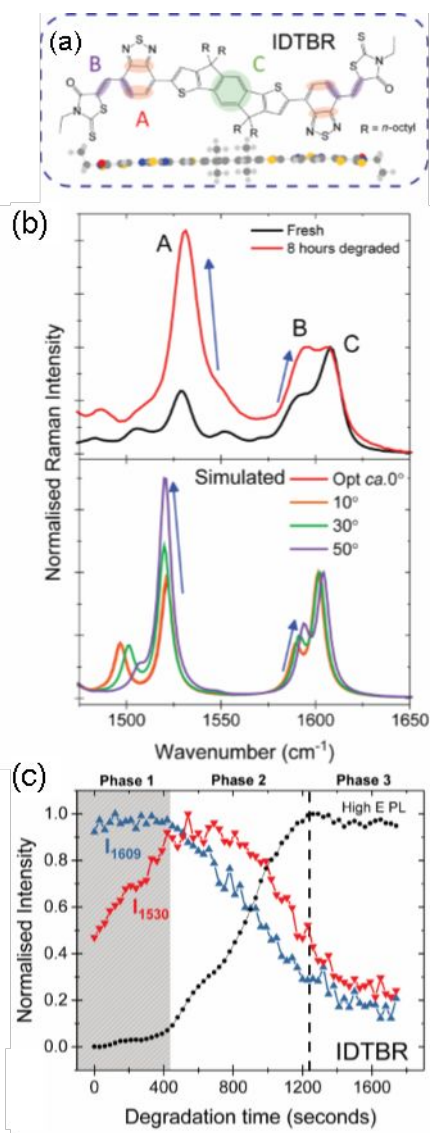 (a)
IDTBR
R
R
N
S
N
S
B
C
S
O
N
S
A
S
S
R
R
N
S
N
O
N
S
S
R = n-octyl
(b)
Normalised Raman Intensity
A
Fresh
8 hours degraded
B
C
Simulated
Opt ca.0°
10°
30°
50°
1500 1550 1600 1650
Wavenumber (cm-1)
(c)
Phase 1 Phase 2 Phase 3
Normalised Intensity
1.0
0.8
0.6
0.4
0.2
0.0
High E PL
I1609
I1530
IDTBR
0 400 800 1200 1600
Degradation time (seconds)